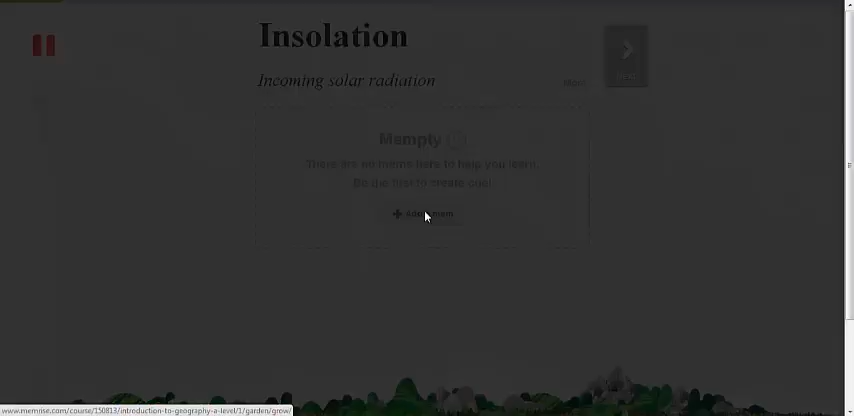 Insolation
Next
Incoming solar radiation
More
Mempty
There are no mems here to help you learn.
Be the first to create one!
Add a mem
www.memrise.com/course/150813/introduction-to-geography-a-level/1/garden/grow/